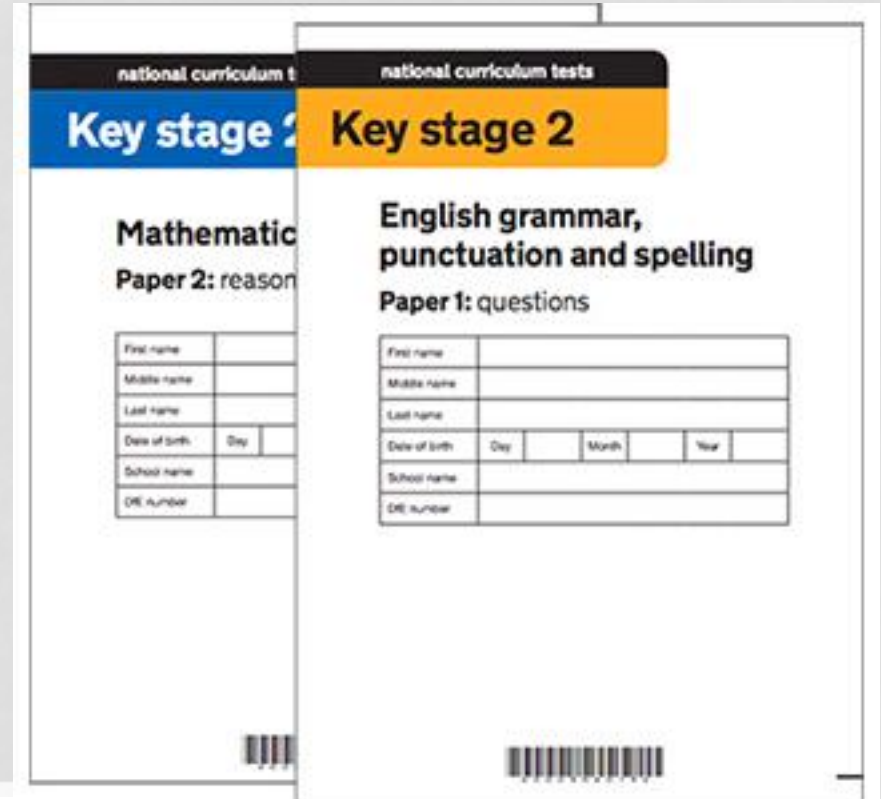 national curriculum t
Key stage 2
Mathematic
Paper 2: reason
First name
Middle name
Last name
Date of birth Day
School name
DfE number
national curriculum tests
Key stage 2
English grammar,
punctuation and spelling
Paper 1: questions
First name
Middle name
Last name
Date of birth Day Month Year
School name
DfE number